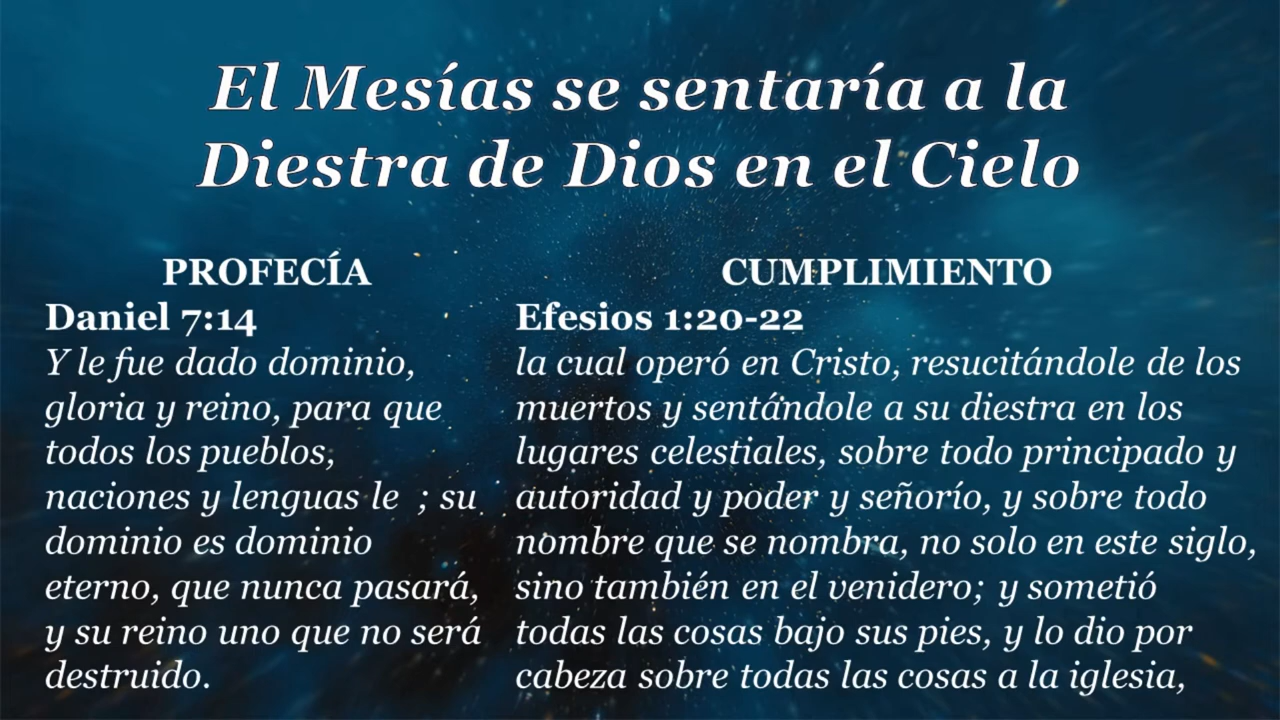 El Mesías se sentaría a la
Diestra de Dios en el Cielo
PROFECÍA
Daniel 7:14
Y le fue dado dominio,
gloria y reino, para que
todos los pueblos,
naciones y lenguas le  ; su
dominio es dominio
eterno, que nunca pasará,
y su reino uno que no será
destruido.
CUMPLIMIENTO
Efesios 1:20-22
la cual operó en Cristo, resucitándole de los
muertos y sentándole a su diestra en los
lugares celestiales, sobre todo principado y
autoridad y poder y señorío, y sobre todo
nombre que se nombra, no solo en este siglo,
sino también en el venidero; y sometió
todas las cosas bajo sus pies, y lo dio por
cabeza sobre todas las cosas a la iglesia,